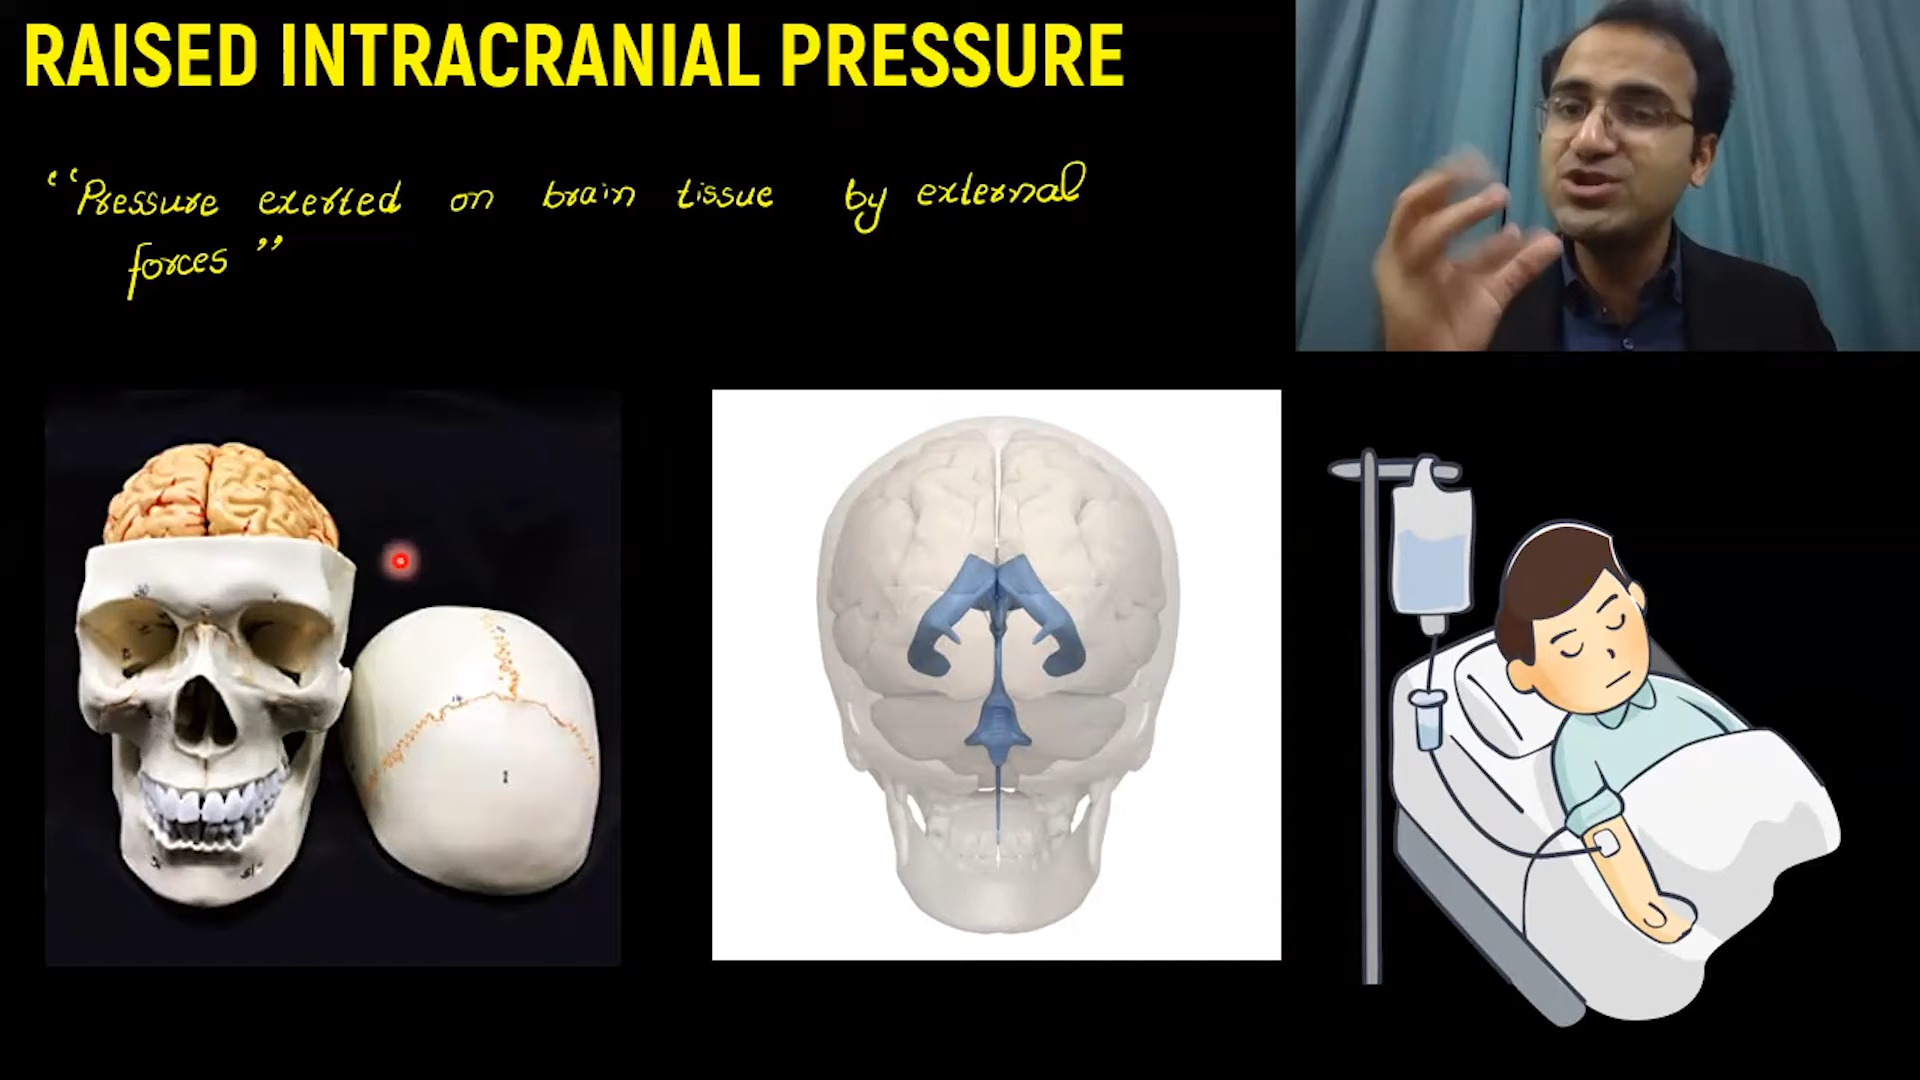 RAISED INTRACRANIAL PRESSURE
“Pressure exerted on brain tissue by external
forces”